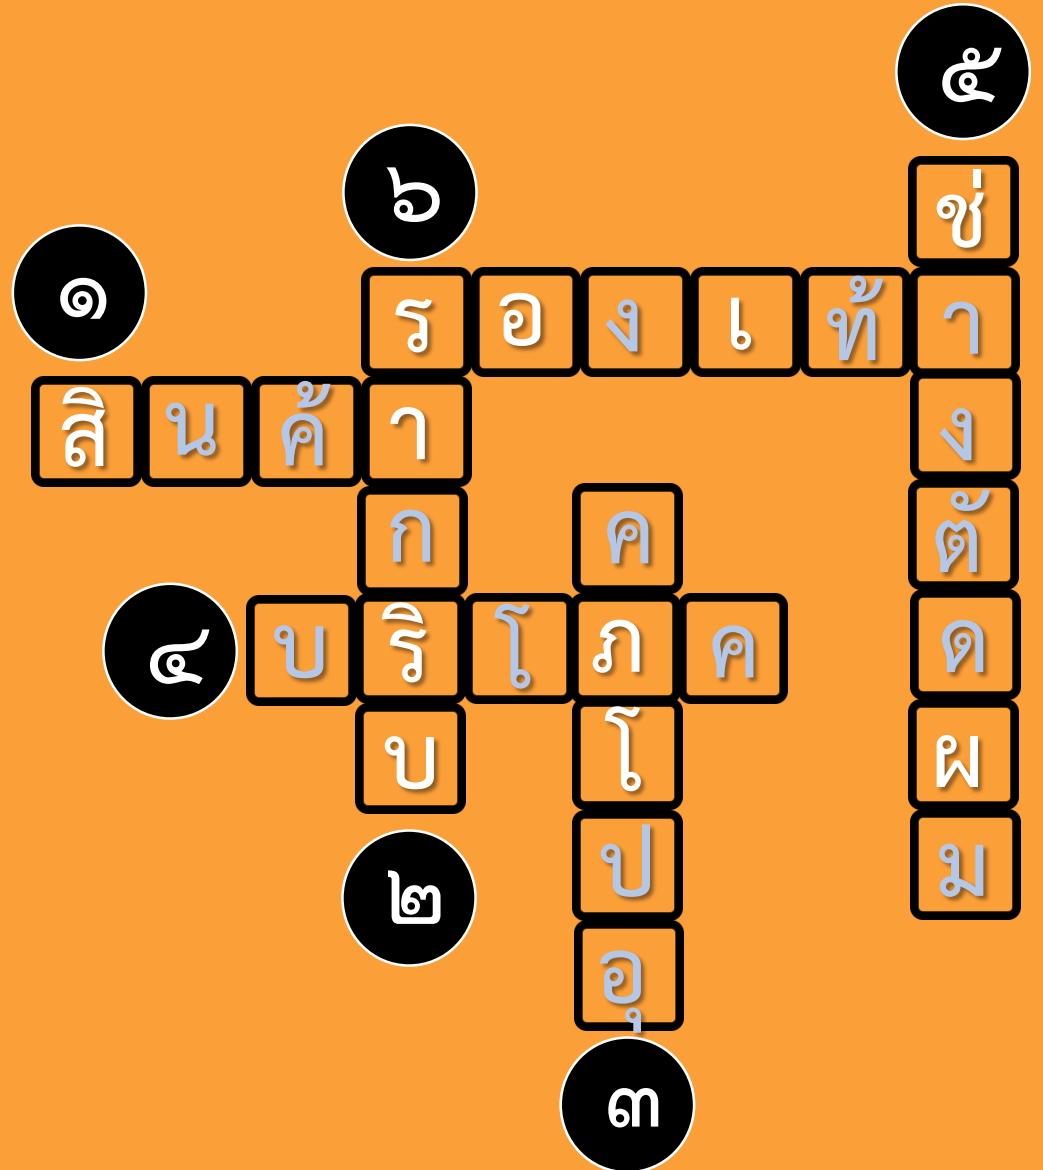 ๕
๖ ช่
๑ ร อ ง เ ท้ า
สิ น ค้ า ง
ก ค ตั
๔ บ ริ โ ภ ค ด
บ โ ผ
๒ ป ม
อุ
๓